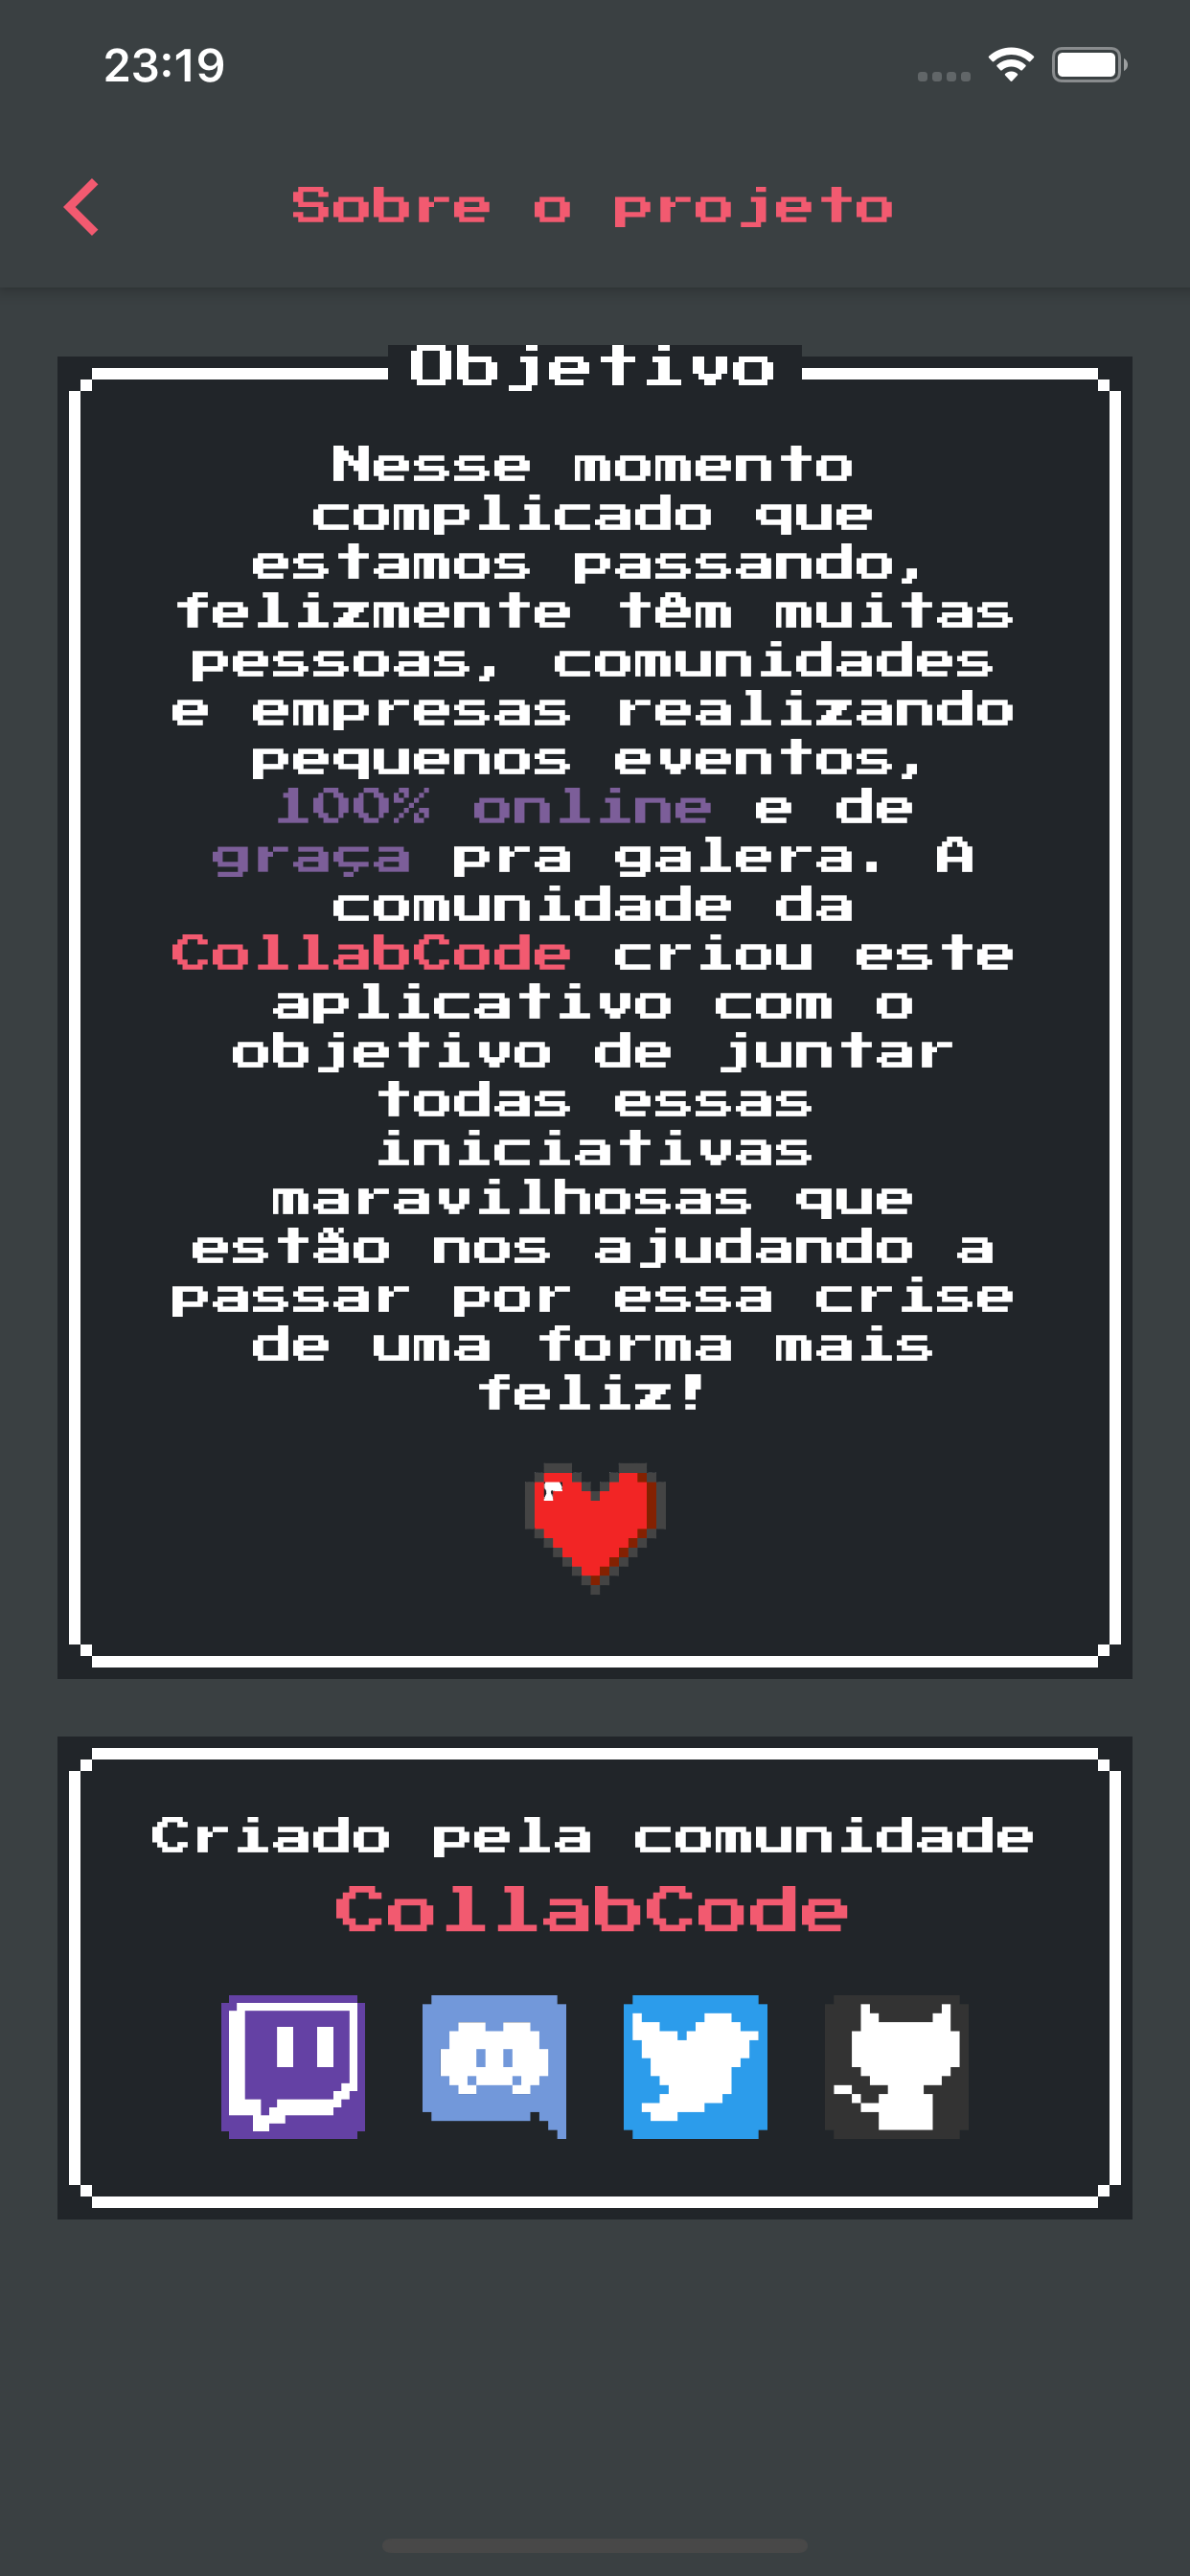 23:19
Sobre o projeto
Objetivo
Nesse momento
complicado que
estamos passando,
felizmente têm muitas
pessoas, comunidades
e empresas realizando
pequenos eventos,
100% online e de
graça pra galera. A
comunidade da
CollabCode criou este
aplicativo com o
objetivo de juntar
todas essas
iniciativas
maravilhosas que
estão nos ajudando a
passar por essa crise
de uma forma mais
feliz!
Criado pela comunidade
CollabCode